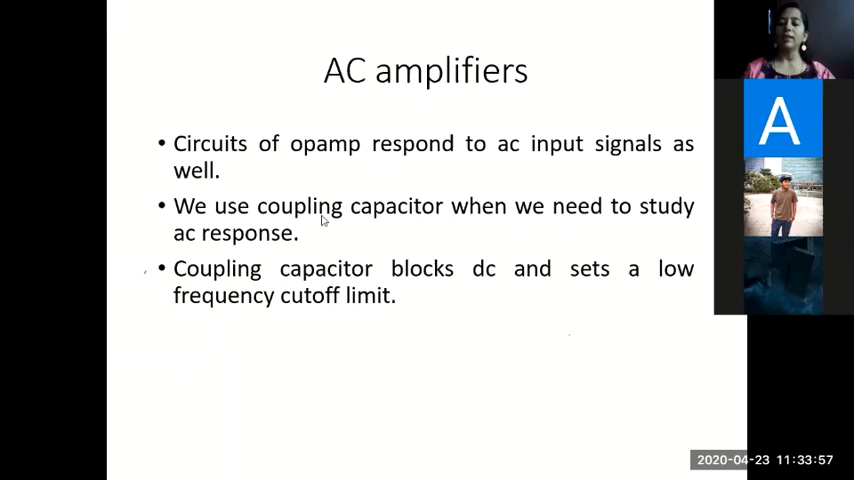 AC amplifiers
• Circuits of opamp respond to ac input signals as
well.
• We use coupling capacitor when we need to study
ac response.
• Coupling capacitor blocks dc and sets a low
frequency cutoff limit.
A
2020-04-23 11:33:57